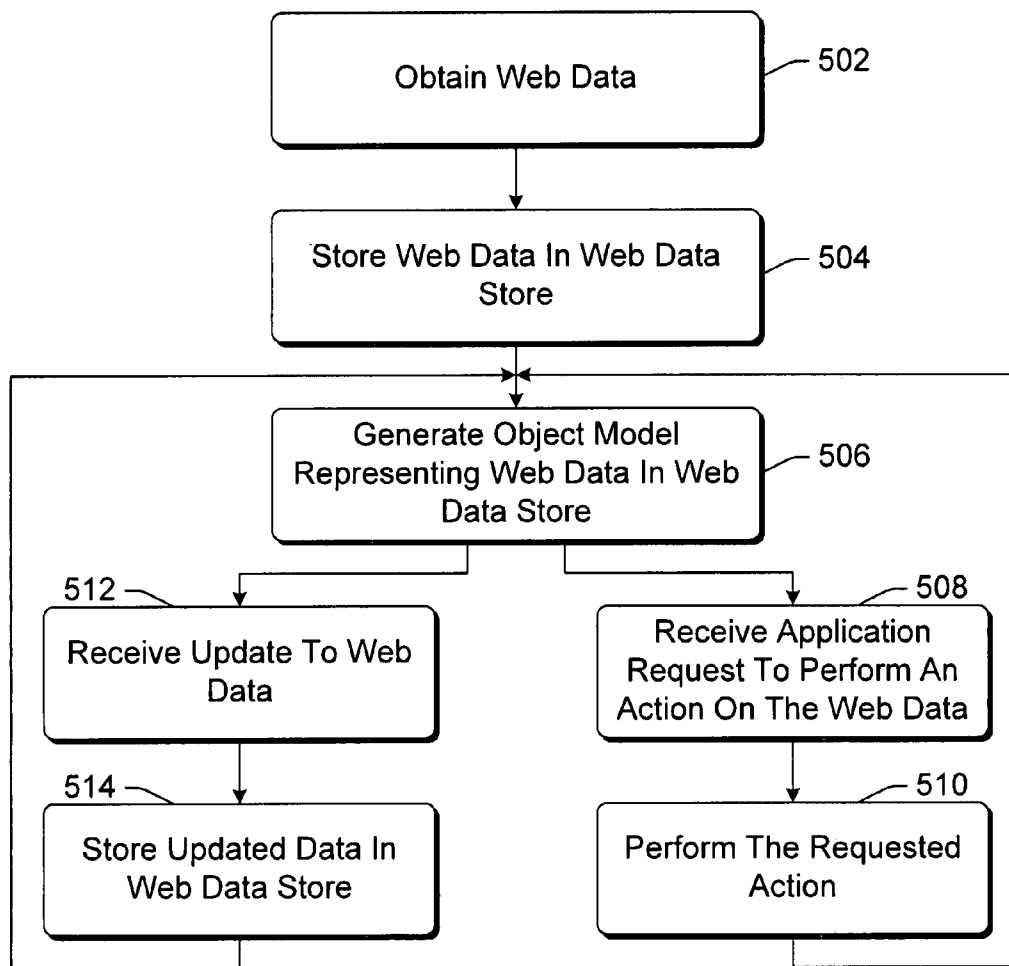 Obtain Web Data
502
Store Web Data In Web Data
Store
504
Generate Object Model
Representing Web Data In Web
Data Store
506
512
Receive Update To Web
Data
508
Receive Application
Request To Perform An
Action On The Web Data
514
Store Updated Data In
Web Data Store
510
Perform The Requested
Action